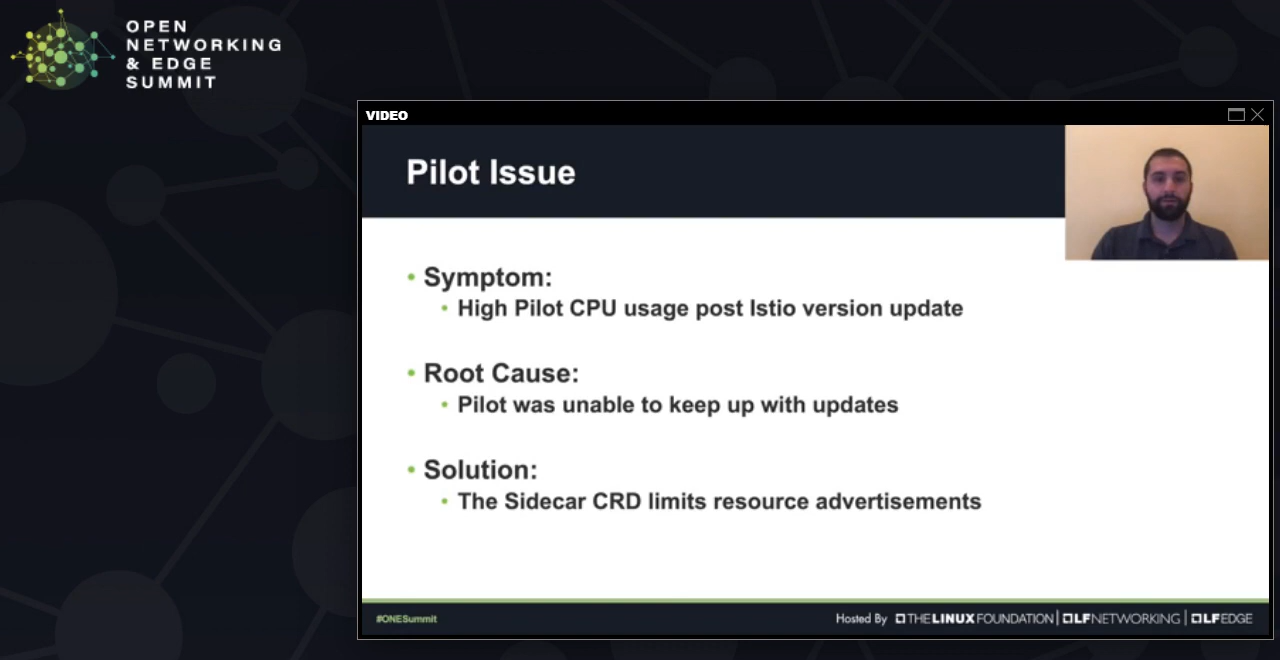 OPEN
NETWORKING
& EDGE
SUMMIT
VIDEO
Pilot Issue
• Symptom:
• High Pilot CPU usage post Istio version update
• Root Cause:
• Pilot was unable to keep up with updates
• Solution:
• The Sidecar CRD limits resource advertisements
#ONESummit
Hosted By THE LINUX FOUNDATION | LF NETWORKING | LF EDGE